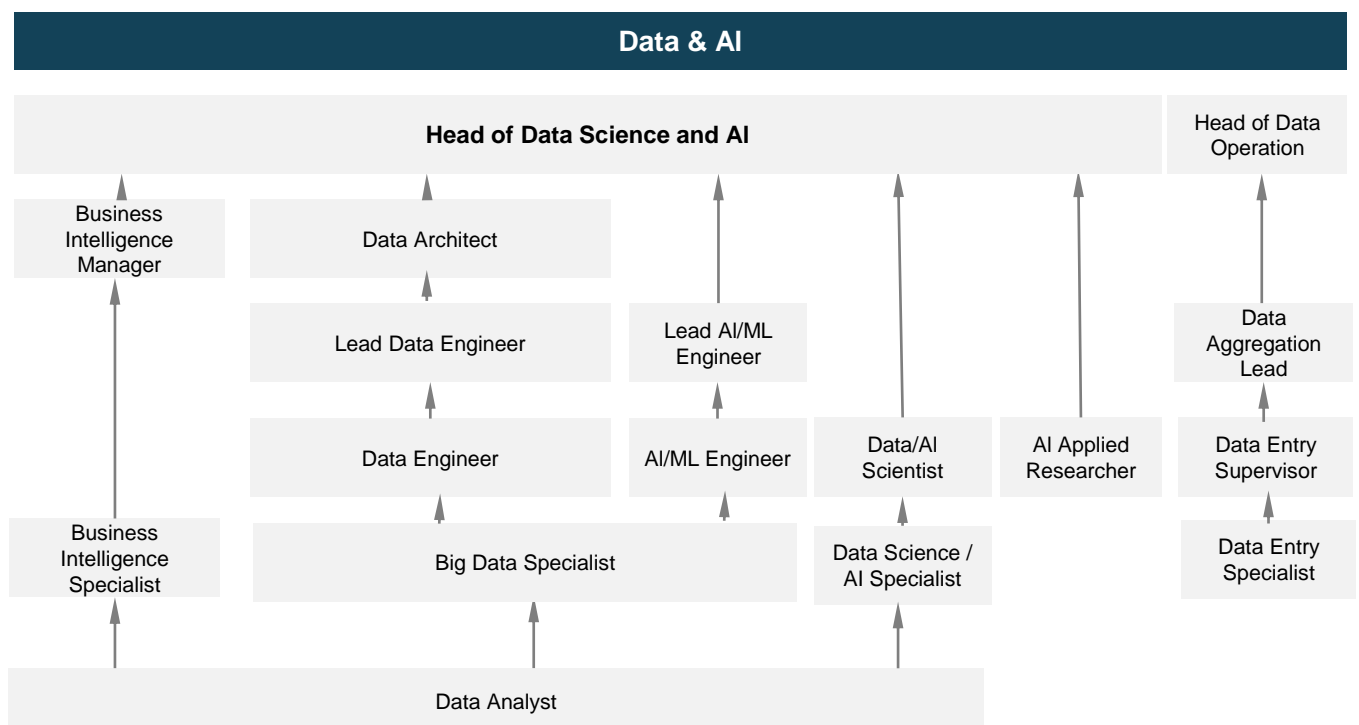 Data & AI
Head of Data Science and AI
Head of Data
Operation
Business
Intelligence
Manager
Data Architect
Lead Data Engineer
Lead AI/ML
Engineer
Data
Aggregation
Lead
Data Engineer
AI/ML Engineer
Data/AI
Scientist
AI Applied
Researcher
Data Entry
Supervisor
Business
Intelligence
Specialist
Big Data Specialist
Data Science /
AI Specialist
Data Entry
Specialist
Data Analyst